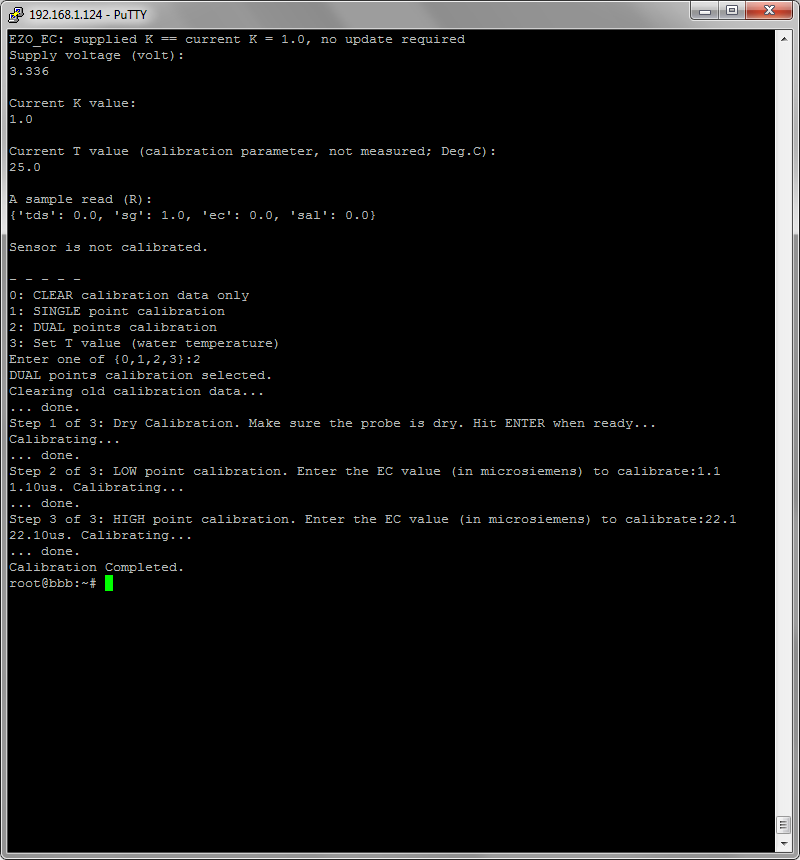 192.168.1.124 - PuTTY
EZO_EC: supplied K == current K = 1.0, no update required
Supply voltage (volt):
3.336
Current K value:
1.0
Current T value (calibration parameter, not measured; Deg.C):
25.0
A sample read (R):
{'tds': 0.0, 'sg': 1.0, 'ec': 0.0, 'sal': 0.0}
Sensor is not calibrated.
- - - - -
0: CLEAR calibration data only
1: SINGLE point calibration
2: DUAL points calibration
3: Set T value (water temperature)
Enter one of {0,1,2,3}:2
DUAL points calibration selected.
Clearing old calibration data...
... done.
Step 1 of 3: Dry Calibration. Make sure the probe is dry. Hit ENTER when ready...
Calibrating...
... done.
Step 2 of 3: LOW point calibration. Enter the EC value (in microsiemens) to calibrate:1.1
1.10us. Calibrating...
... done.
Step 3 of 3: HIGH point calibration. Enter the EC value (in microsiemens) to calibrate:22.1
22.10us. Calibrating...
... done.
Calibration Completed.
root@bbb:~#